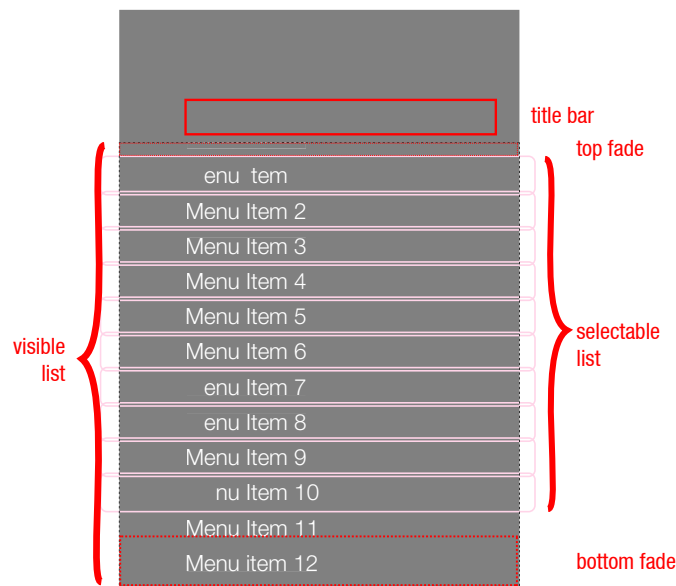 title bar
top fade
enu tem
Menu Item 2
Menu Item 3
Menu Item 4
Menu Item 5
visible
list
selectable
list
Menu Item 6
enu Item 7
enu Item 8
Menu Item 9
nu Item 10
Menu Item 11
Menu item 12
bottom fade